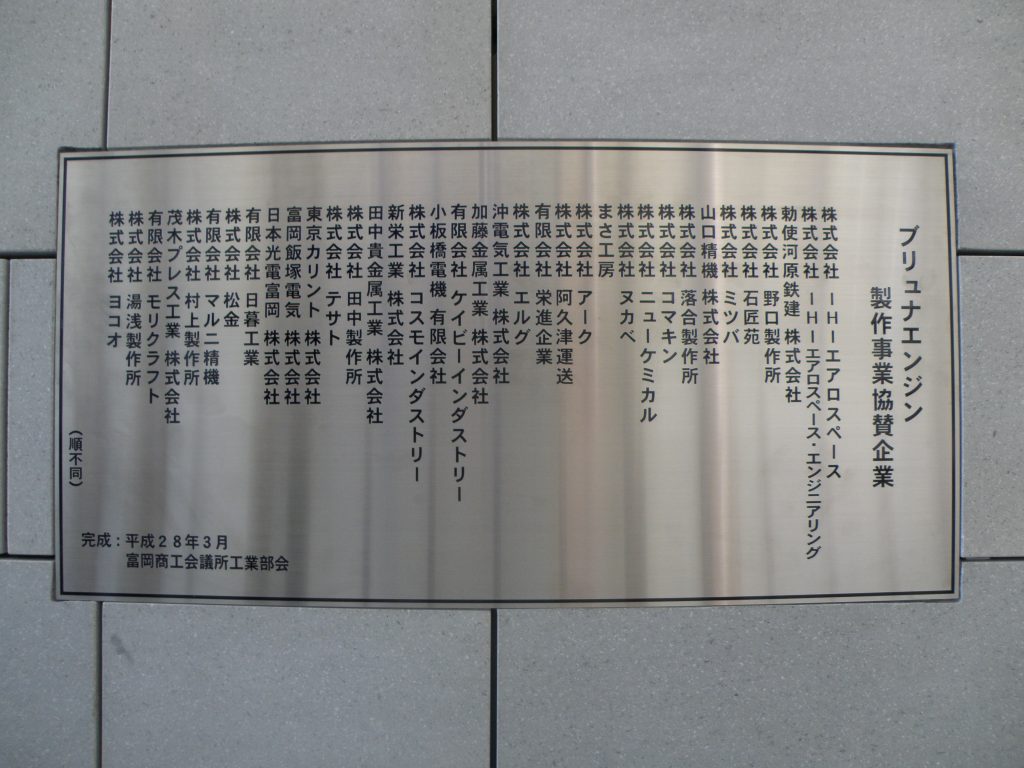 ブリュナエンジン
製作事業協賛企業
株式会社 ＩＨＩエアロスペース
株式会社 ＩＨＩエアロスペース・エンジニアリング
勅使河原鉄建 株式会社
株式会社 野口製作所
株式会社 石匠苑
株式会社 ミツバ
山口精機 株式会社
株式会社 落合製作所
株式会社 コマキン
株式会社 ニューケミカル
株式会社 ヌカベ
まさ工房
株式会社 アーク
株式会社 阿久津運送
有限会社 栄進企業
株式会社 エルグ
沖電気工業 株式会社
加藤金属工業 株式会社
有限会社 ケイビーインダストリー
小板橋電機 有限会社
株式会社 コスモインダストリー
新栄工業 株式会社
田中貴金属工業 株式会社
株式会社 田中製作所
株式会社 テサト
東京カリント 株式会社
富岡飯塚電気 株式会社
日本光電富岡 株式会社
有限会社 日暮工業
株式会社 松金
有限会社 マルニ精機
株式会社 村上製作所
茂木プレス工業 株式会社
有限会社 モリクラフト
株式会社 湯浅製作所
株式会社 ヨコオ
（順不同）
完成：平成２８年３月
富岡商工会議所工業部会